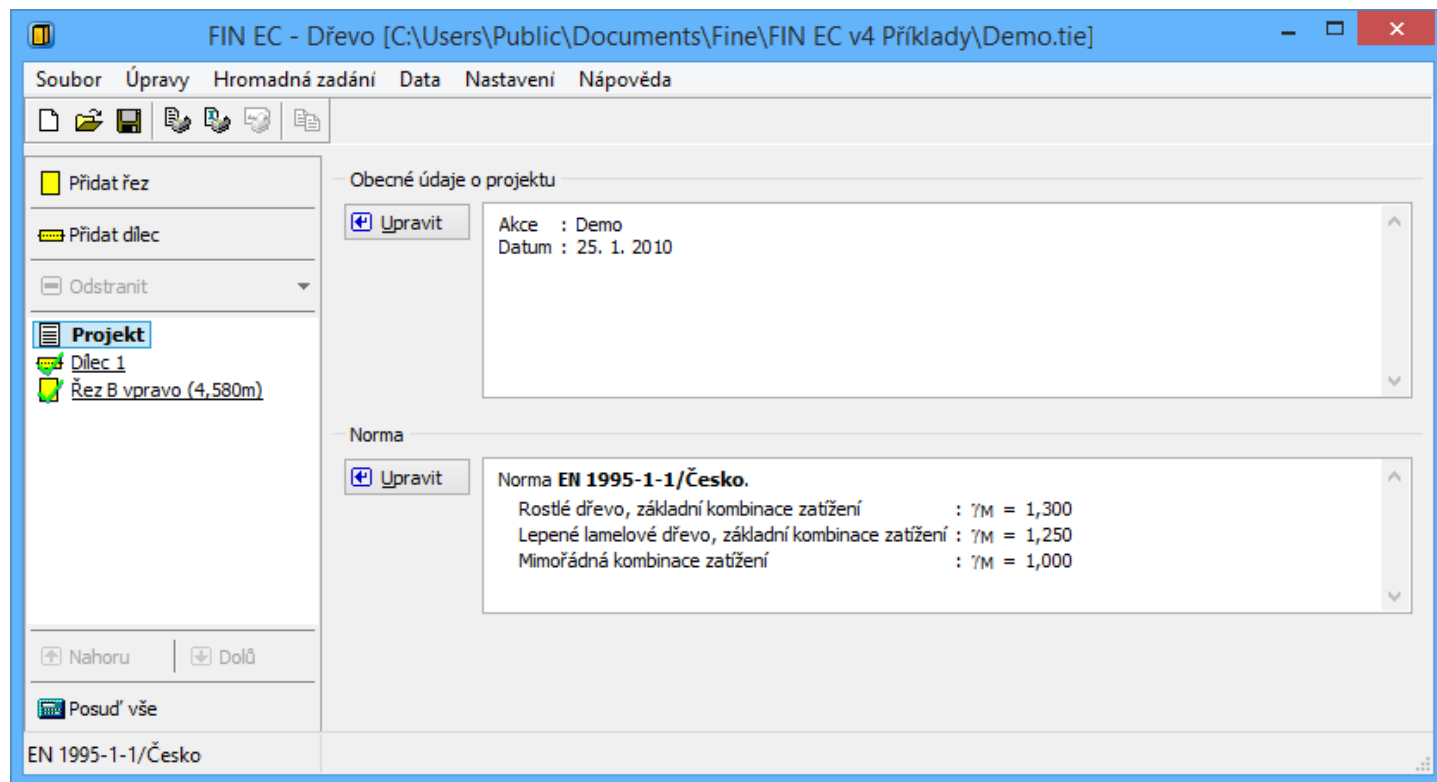 FIN EC - Dřevo [C:\Users\Public\Documents\Fine\FIN EC v4 Příklady\Demo.tie]
Soubor Úpravy Hromadná zadání Data Nastavení Nápověda
Přidat řez
Přidat dílec
Odstranit
Projekt
Dílec 1
Řez B vpravo (4,580m)
Nahoru Dolů
Posuď vše
Obecné údaje o projektu
Upravit
Akce : Demo
Datum : 25. 1. 2010
Norma
Upravit
Norma EN 1995-1-1/Česko.
Rostlé dřevo, základní kombinace zatížení : γM = 1,300
Lepené lamelové dřevo, základní kombinace zatížení : γM = 1,250
Mimořádná kombinace zatížení : γM = 1,000
EN 1995-1-1/Česko